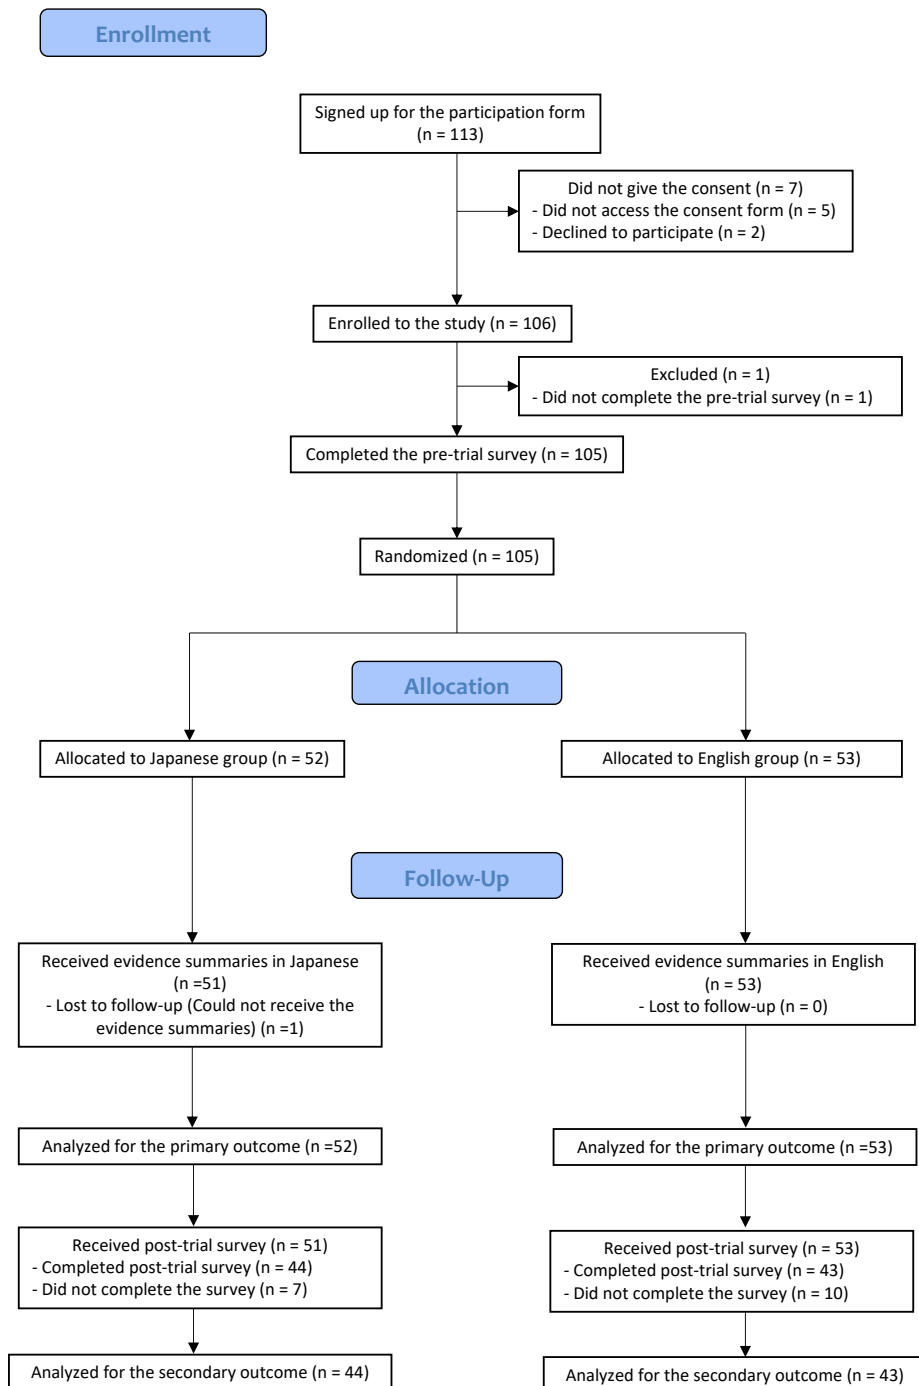 Enrollment
Signed up for the participation form
(n = 113)
Did not give the consent (n = 7)
- Did not access the consent form (n = 5)
- Declined to participate (n = 2)
Enrolled to the study (n = 106)
Excluded (n = 1)
- Did not complete the pre-trial survey (n = 1)
Completed the pre-trial survey (n = 105)
Randomized (n = 105)
Allocation
Allocated to Japanese group (n = 52)
Allocated to English group (n = 53)
Follow-Up
Received evidence summaries in Japanese
(n =51)
- Lost to follow-up (Could not receive the
evidence summaries) (n =1)
Received evidence summaries in English
(n = 53)
- Lost to follow-up (n = 0)
Analyzed for the primary outcome (n =52)
Analyzed for the primary outcome (n =53)
Received post-trial survey (n = 51)
- Completed post-trial survey (n = 44)
- Did not complete the survey (n = 7)
Received post-trial survey (n = 53)
- Completed post-trial survey (n = 43)
- Did not complete the survey (n = 10)
Analyzed for the secondary outcome (n = 44)
Analyzed for the secondary outcome (n = 43)